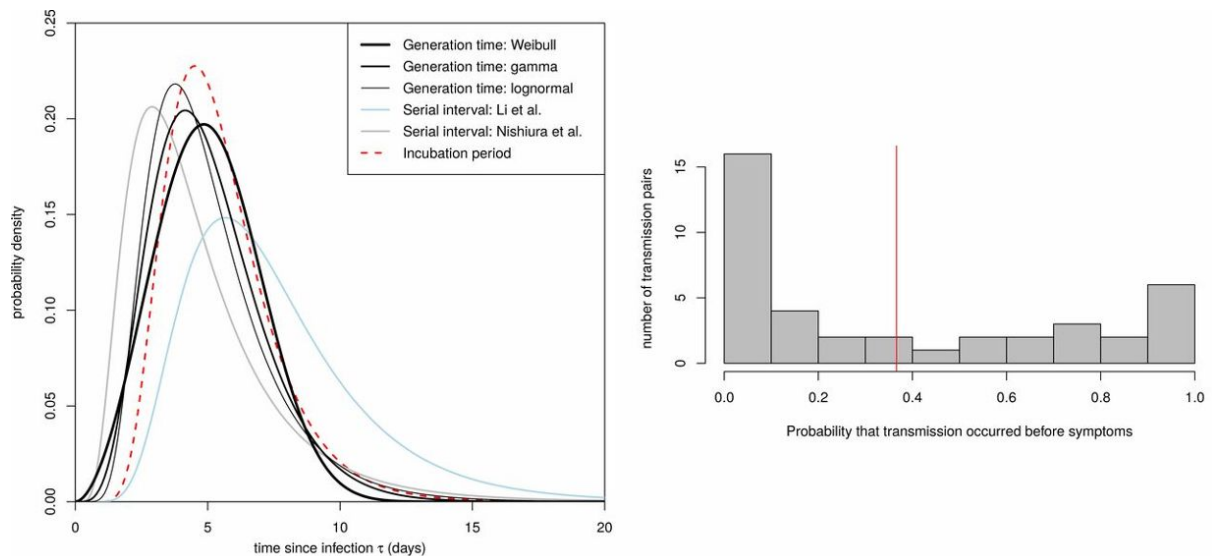 probability density
0.25
0.20
0.15
0.10
0.05
0.00
0 5 10 15 20
time since infection τ (days)
Generation time: Weibull
Generation time: gamma
Generation time: lognormal
Serial interval: Li et al.
Serial interval: Nishiura et al.
Incubation period
number of transmission pairs
15
10
5
0
0.0 0.2 0.4 0.6 0.8 1.0
Probability that transmission occurred before symptoms